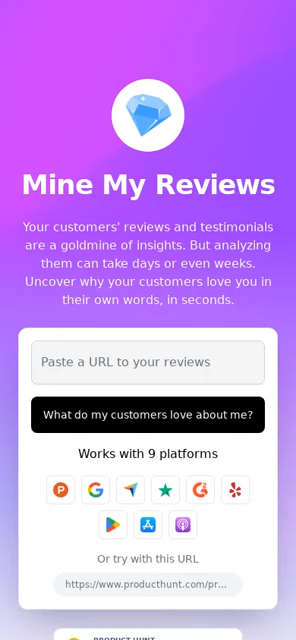 Mine My Reviews
Your customers' reviews and testimonials
are a goldmine of insights. But analyzing
them can take days or even weeks.
Uncover why your customers love you in
their own words, in seconds.
Paste a URL to your reviews
What do my customers love about me?
Works with 9 platforms
Or try with this URL
https://www.producthunt.com/pr...
PRODUCT HUNT